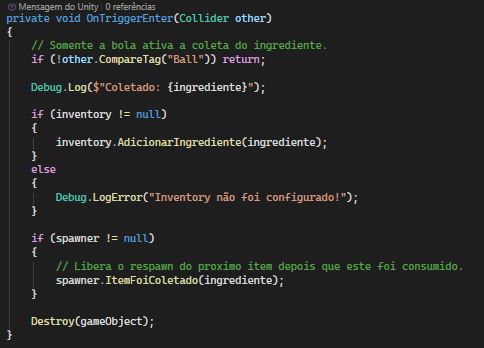 Mensagem do Unity | 0 referências
private void OnTriggerEnter(Collider other)
{
// Somente a bola ativa a coleta do ingrediente.
if (!other.CompareTag("Ball")) return;
Debug.Log($"Coletado: {ingrediente}");
if (inventory != null)
{
inventory.AdicionarIngrediente(ingrediente);
}
else
{
Debug.LogError("Inventory não foi configurado!");
}
if (spawner != null)
{
// Libera o respawn do proximo item depois que este foi consumido.
spawner.ItemFoiColetado(ingrediente);
}
Destroy(gameObject);
}